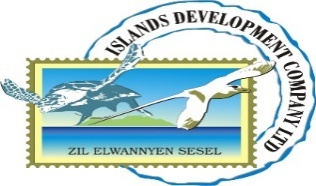 ISLANDS DEVELOPMENT COMPANY LTD
ZIL ELWANNYEN SESEL